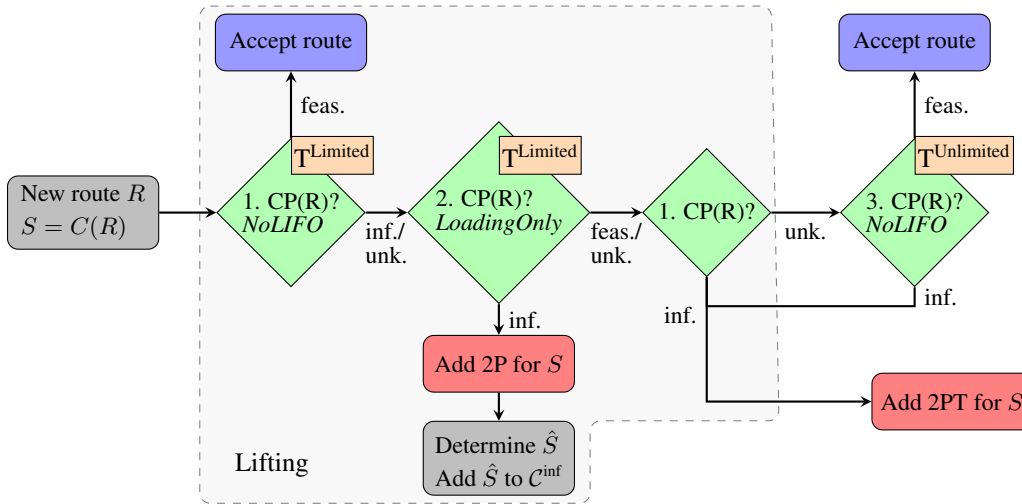 Accept route
Accept route
feas.
feas.
T^Limited
T^Limited
T^Unlimited
New route R
S = C(R)
1. CP(R)?
NoLIFO
inf./
unk.
2. CP(R)?
LoadingOnly
feas./
unk.
1. CP(R)?
unk.
3. CP(R)?
NoLIFO
inf.
inf.
inf.
Add 2P for S
Add 2PT for S
Determine Ŝ
Add Ŝ to 𝒞^inf
Lifting